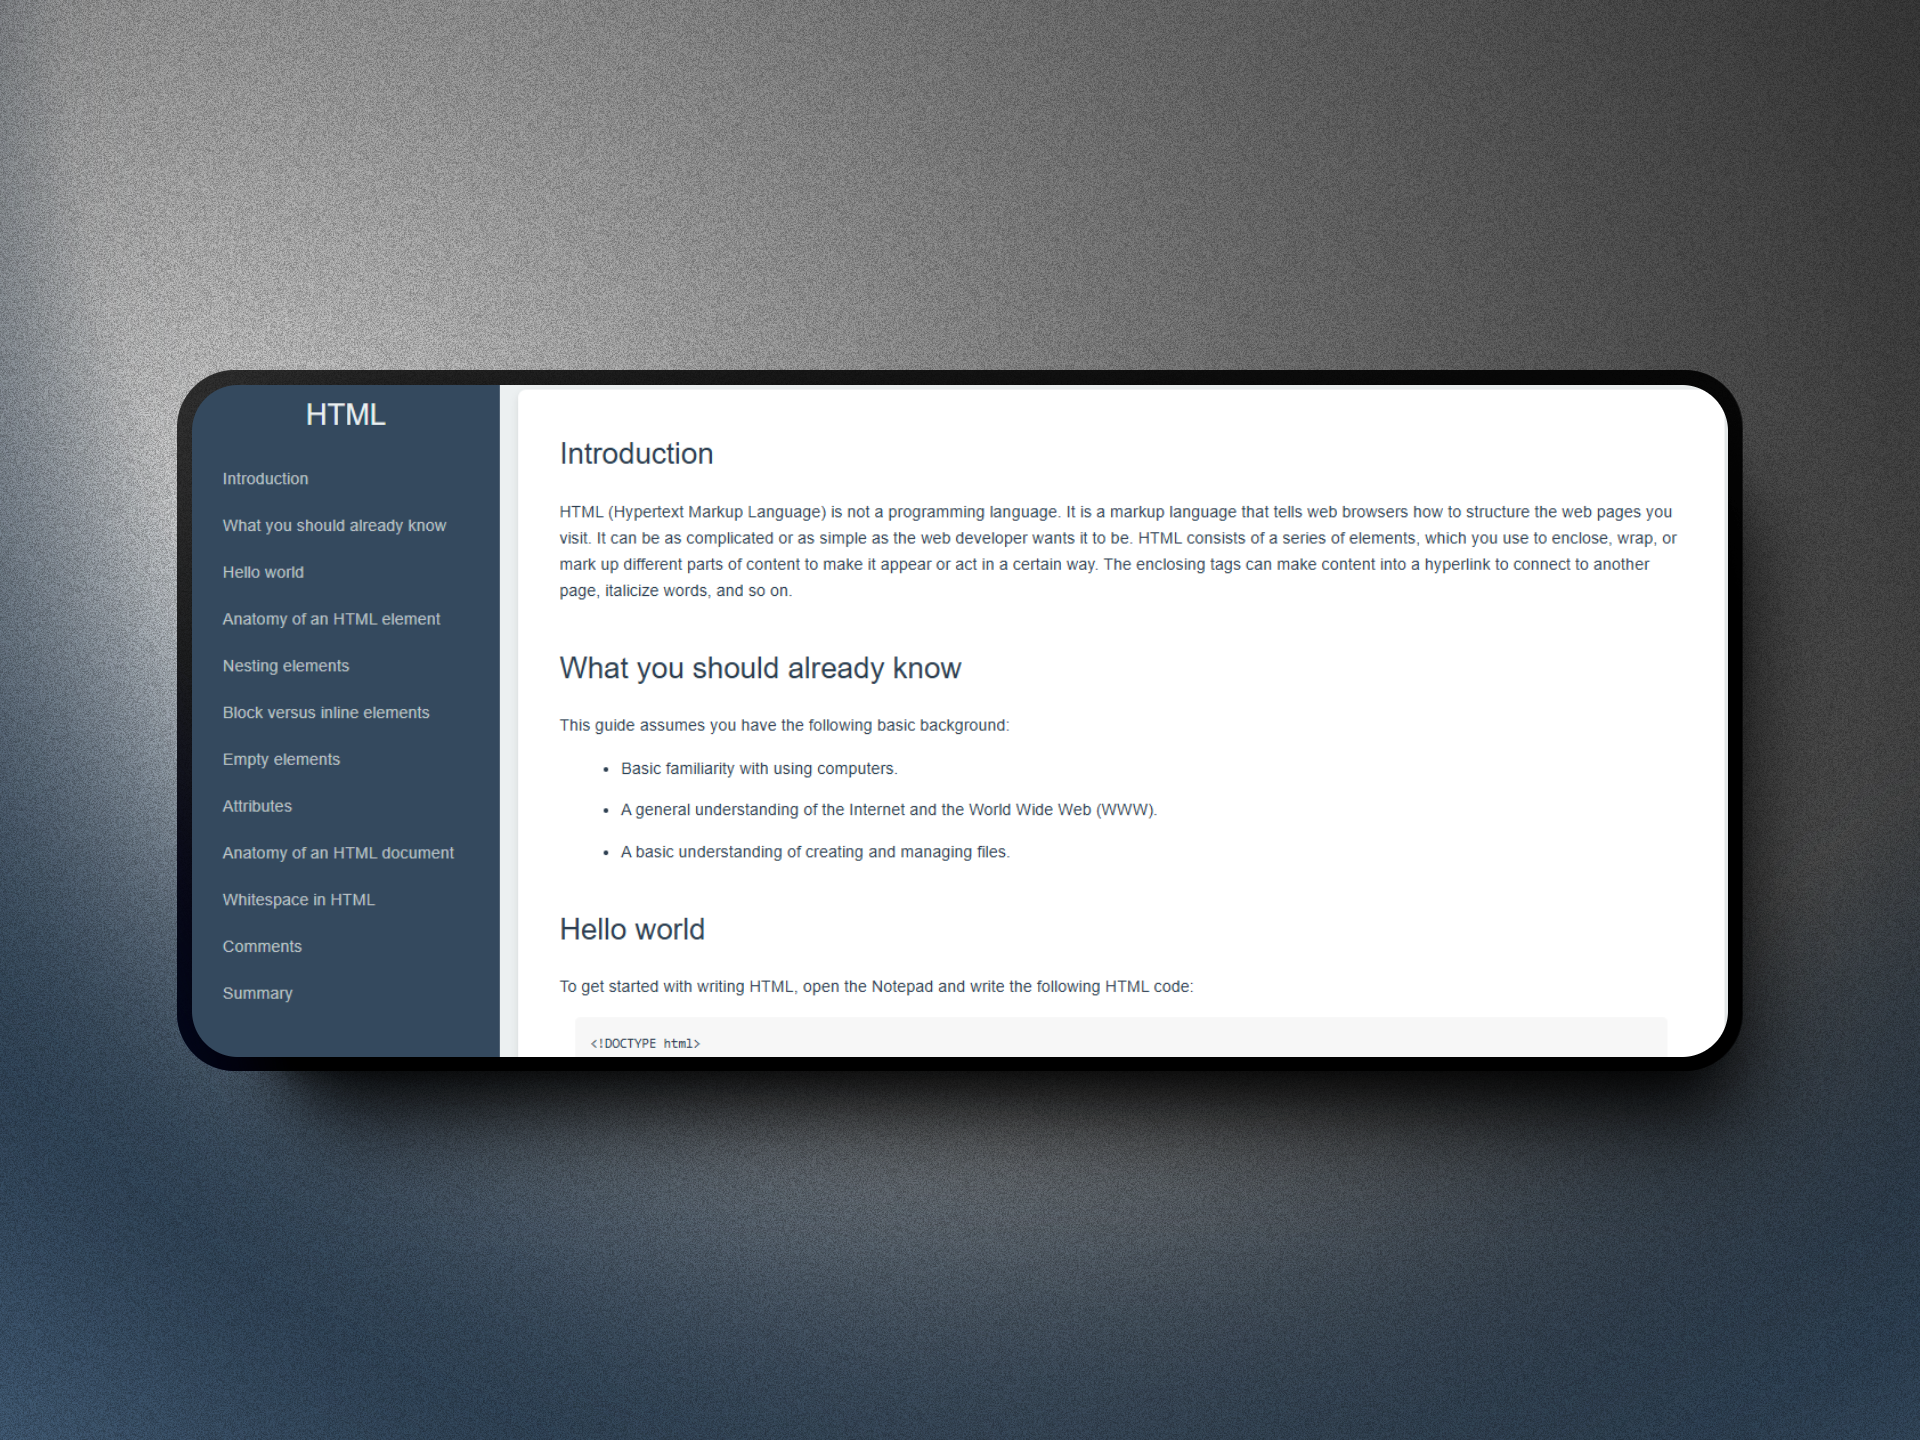 HTML
Introduction
What you should already know
Hello world
Anatomy of an HTML element
Nesting elements
Block versus inline elements
Empty elements
Attributes
Anatomy of an HTML document
Whitespace in HTML
Comments
Summary
Introduction
HTML (Hypertext Markup Language) is not a programming language. It is a markup language that tells web browsers how to structure the web pages you
visit. It can be as complicated or as simple as the web developer wants it to be. HTML consists of a series of elements, which you use to enclose, wrap, or
mark up different parts of content to make it appear or act in a certain way. The enclosing tags can make content into a hyperlink to connect to another
page, italicize words, and so on.
What you should already know
This guide assumes you have the following basic background:
• Basic familiarity with using computers.
• A general understanding of the Internet and the World Wide Web (WWW).
• A basic understanding of creating and managing files.
Hello world
To get started with writing HTML, open the Notepad and write the following HTML code:
<!DOCTYPE html>